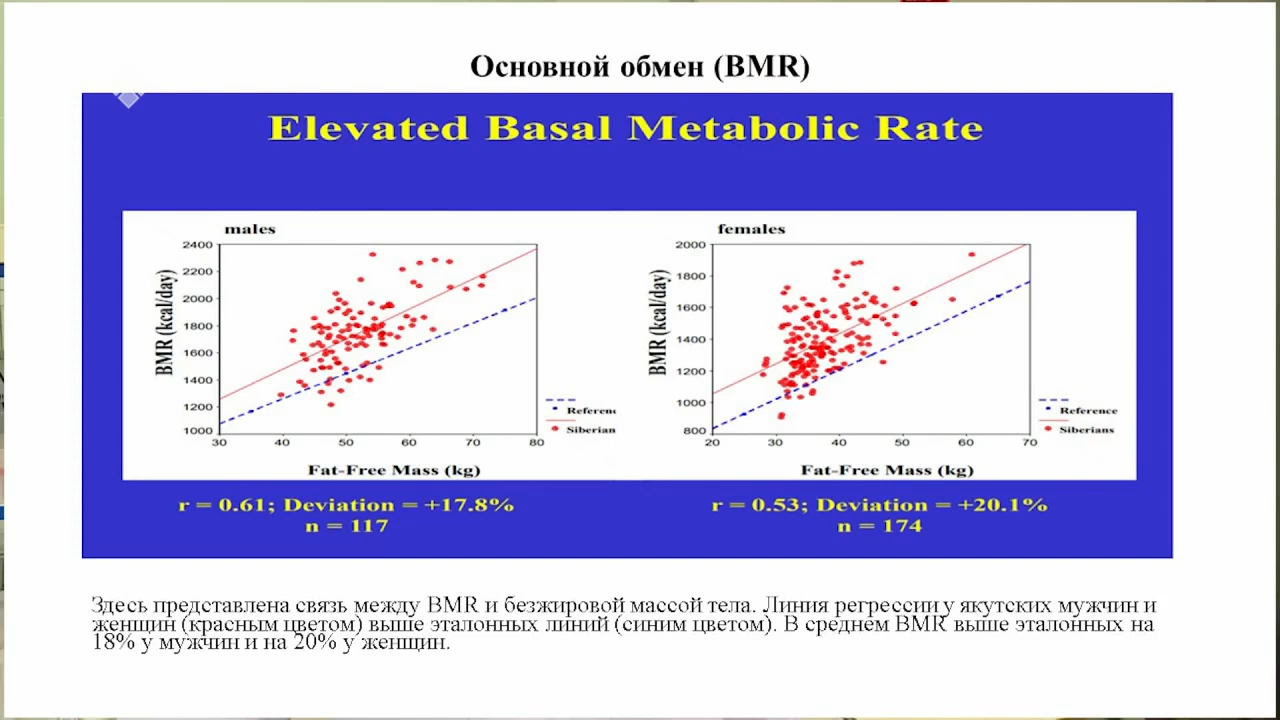 Основной обмен (BMR)
Elevated Basal Metabolic Rate
males
2400
2200
2000
1800
1600
1400
1200
1000
BMR (kcal/day)
30 40 50 60 70 80
Fat-Free Mass (kg)
Siberian
females
2000
1800
1600
1400
1200
1000
800
BMR (kcal/day)
20 30 40 50 60 70
Fat-Free Mass (kg)
Reference
Siberians
r = 0.61; Deviation = +17.8%
n = 117
r = 0.53; Deviation = +20.1%
n = 174
Здесь представлена связь между BMR и безжировой массой тела. Линия регрессии у якутских мужчин и
женщин (красным цветом) выше эталонных линий (синим цветом). В среднем BMR выше эталонных на
18% у мужчин и на 20% у женщин.